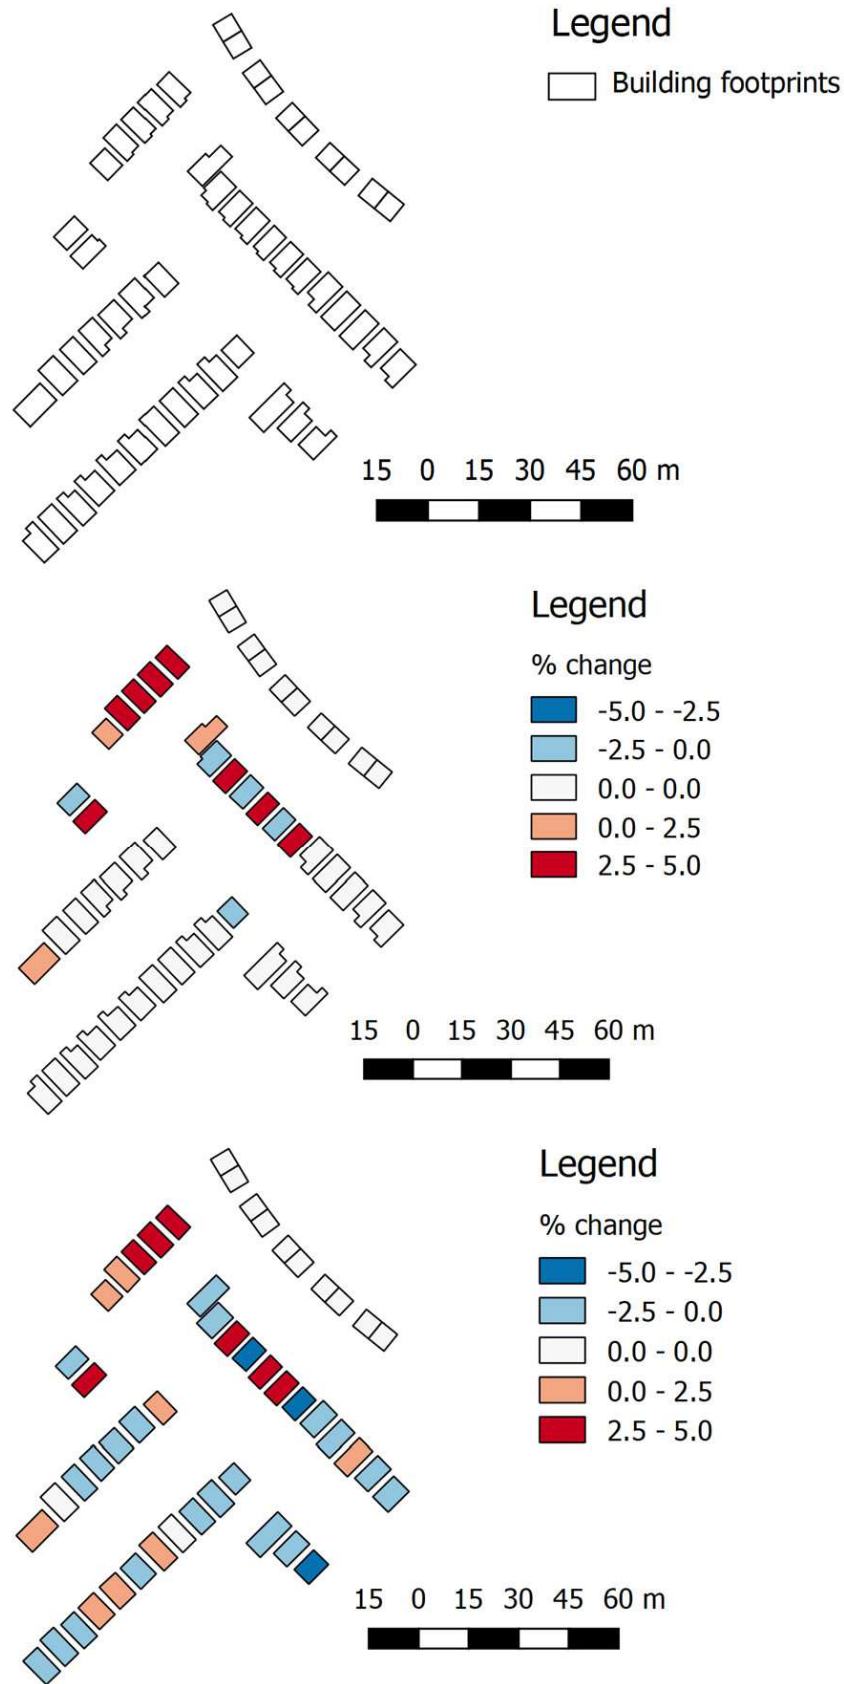 Legend
Building footprints
15 0 15 30 45 60 m
Legend
% change
-5.0 - -2.5
-2.5 - 0.0
0.0 - 0.0
0.0 - 2.5
2.5 - 5.0
15 0 15 30 45 60 m
Legend
% change
-5.0 - -2.5
-2.5 - 0.0
0.0 - 0.0
0.0 - 2.5
2.5 - 5.0
15 0 15 30 45 60 m